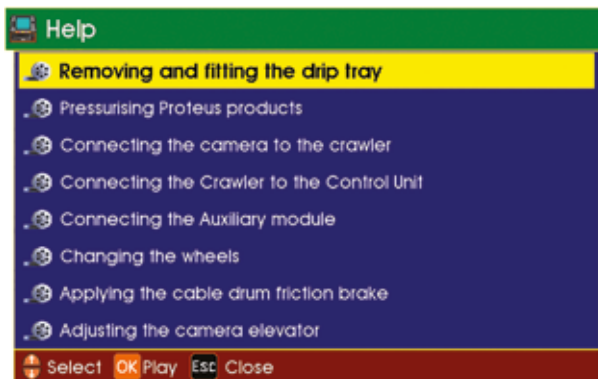 Help
Removing and fitting the drip tray
Pressurising Proteus products
Connecting the camera to the crawler
Connecting the Crawler to the Control Unit
Connecting the Auxiliary module
Changing the wheels
Applying the cable drum friction brake
Adjusting the camera elevator
Select OK Play Esc Close